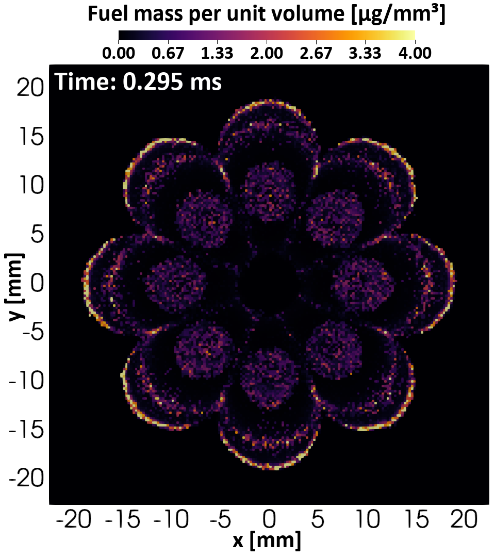 Fuel mass per unit volume [µg/mm³]
0.00 0.67 1.33 2.00 2.67 3.33 4.00
Time: 0.295 ms
20
15
10
5
0
-5
-10
-15
-20
y [mm]
-20 -15 -10 -5 0 5 10 15 20
x [mm]